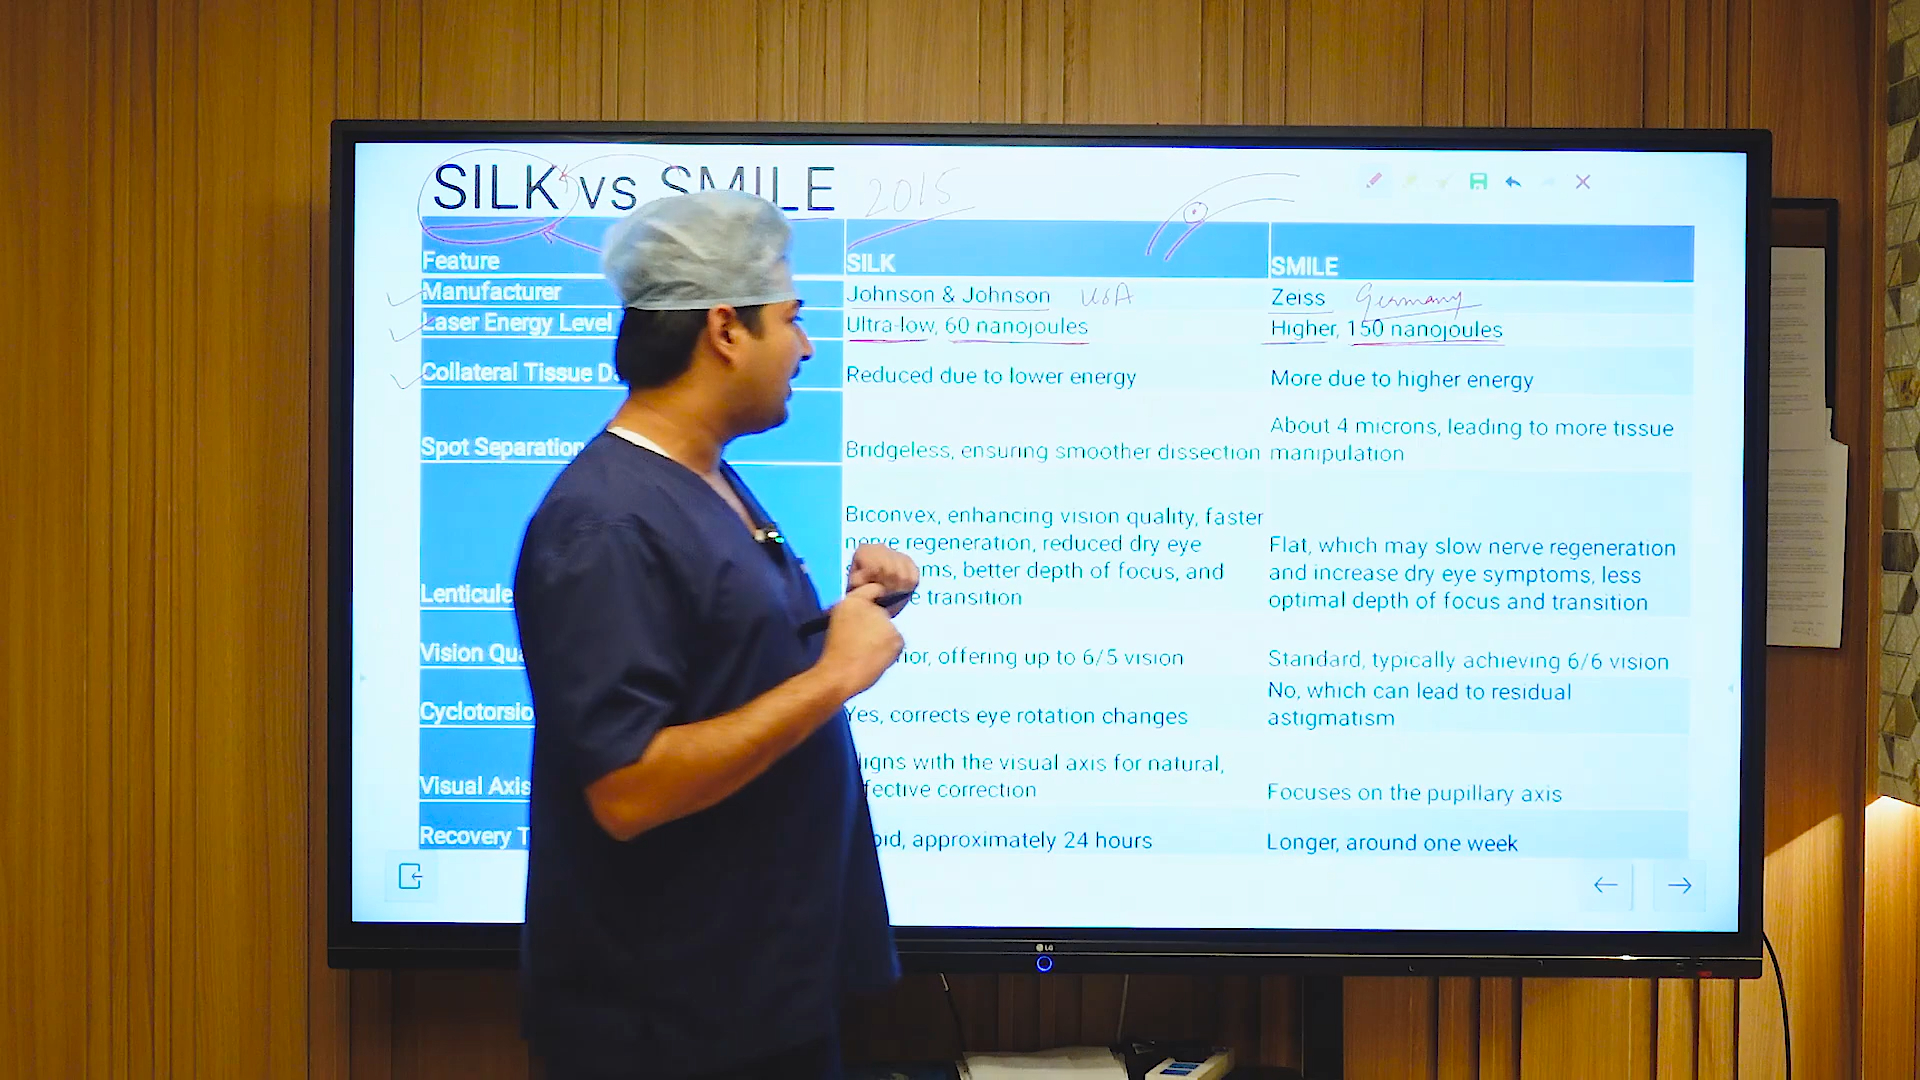 SILK vs SMILE 2015
Feature SILK SMILE
Manufacturer Johnson & Johnson USA Zeiss Germany
Laser Energy Level Ultra-low, 60 nanojoules Higher, 150 nanojoules
Collateral Tissue Reduced due to lower energy More due to higher energy
Spot Separation Bridgeless, ensuring smoother dissection About 4 microns, leading to more tissue
manipulation
Lenticule Biconvex, enhancing vision quality, faster
nerve regeneration, reduced dry eye
better depth of focus, and
transition
Flat, which may slow nerve regeneration
and increase dry eye symptoms, less
optimal depth of focus and transition
Vision offering up to 6/5 vision Standard, typically achieving 6/6 vision
Yes, corrects eye rotation changes No, which can lead to residual
astigmatism
Visual Axis with the visual axis for natural,
correction
Focuses on the pupillary axis
Recovery approximately 24 hours Longer, around one week
LG